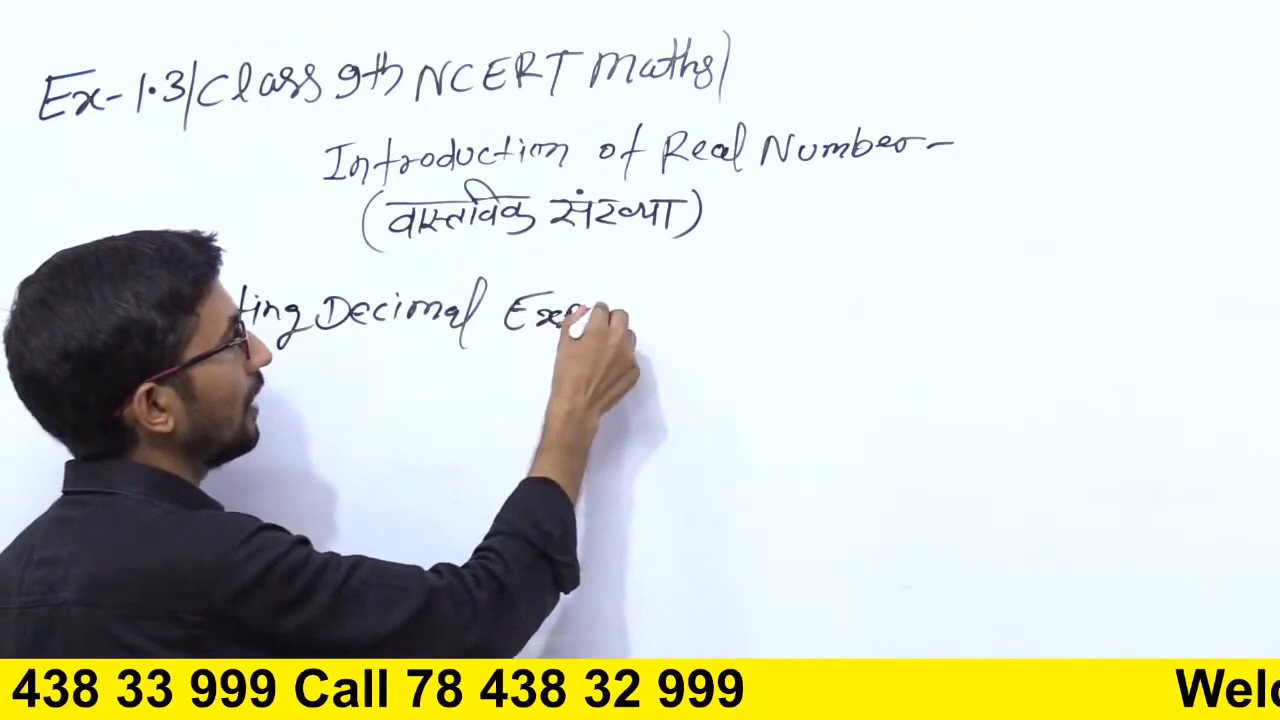 Ex-1.3/Class 9th NCERT Maths/
Introduction of Real Number-
(वास्तविक संख्या)
ting Decimal Exp
438 33 999 Call 78 438 32 999 Welc